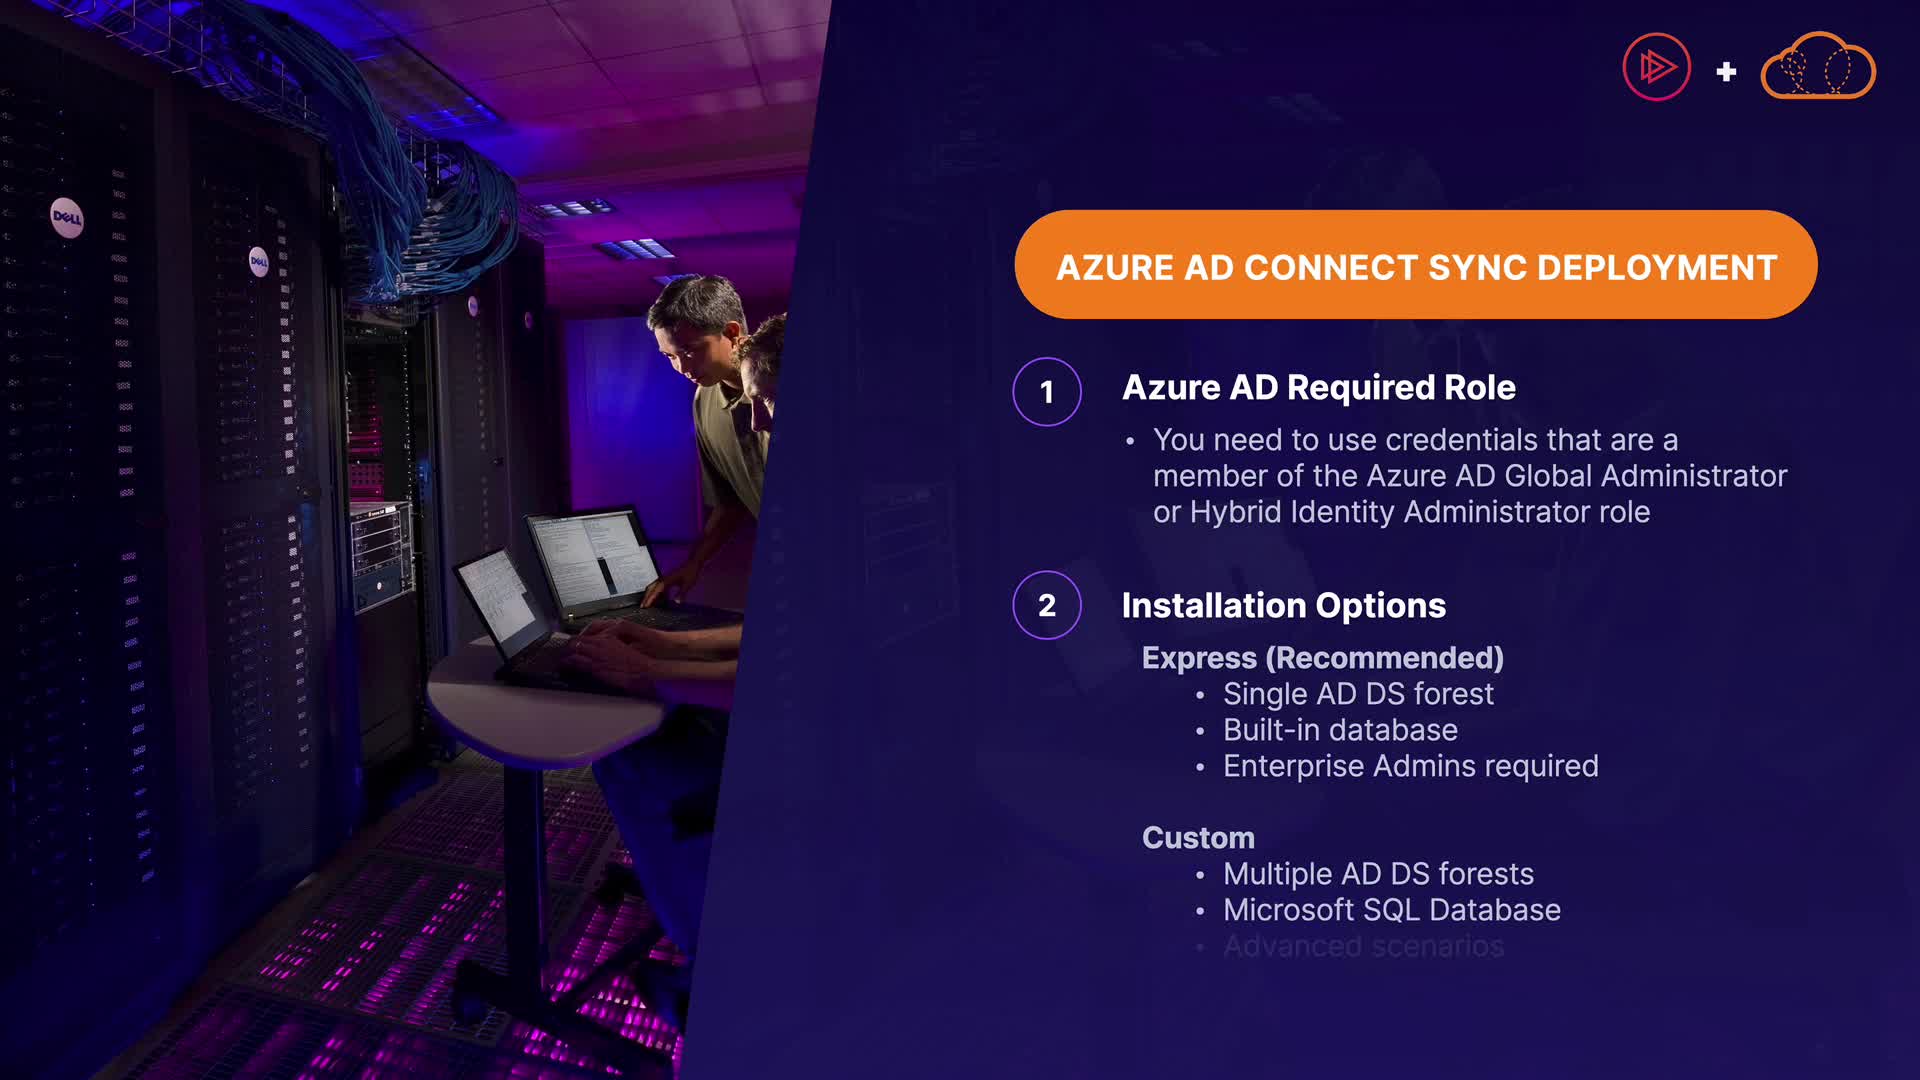 DELL
DELL
AZURE AD CONNECT SYNC DEPLOYMENT
1
Azure AD Required Role
• You need to use credentials that are a
member of the Azure AD Global Administrator
or Hybrid Identity Administrator role
2
Installation Options
Express (Recommended)
• Single AD DS forest
• Built-in database
• Enterprise Admins required
Custom
• Multiple AD DS forests
• Microsoft SQL Database
• Advanced scenarios